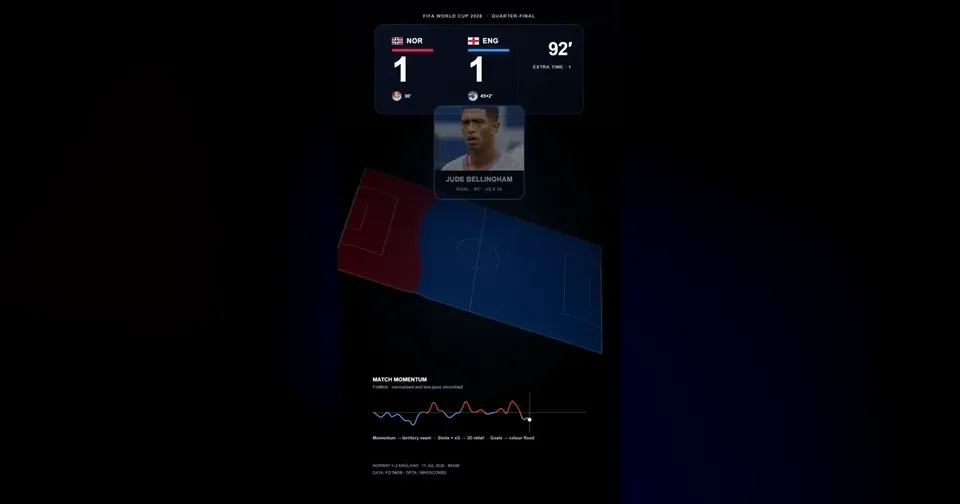 FIFA WORLD CUP 2026 · QUARTER-FINAL
NOR
ENG
92′
1
1
EXTRA TIME · 1
36'
45+2'
JUDE BELLINGHAM
GOAL
MATCH MOMENTUM
FotMob · normalized and low-pass smoothed
Momentum → territory seam · Shots + xG → 3D relief · Goals → colour flood
NORWAY 1–2 ENGLAND · 11 JUL 2026 · MIAMI
DATA: FOTMOB · OPTA / WHOSCORED